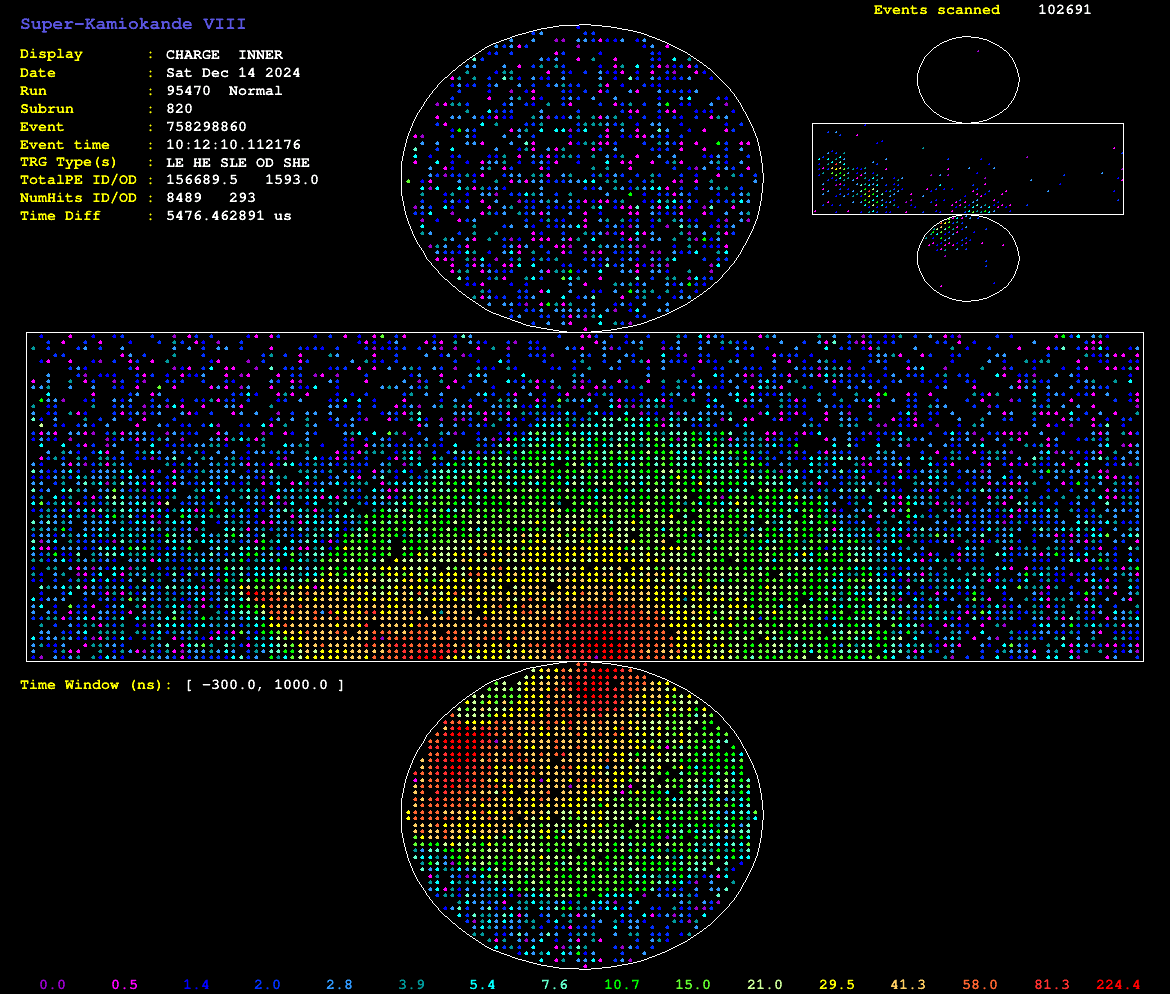 Super-Kamiokande VIII
Events scanned 102691
Display : CHARGE INNER
Date : Sat Dec 14 2024
Run : 95470 Normal
Subrun : 820
Event : 758298860
Event time : 10:12:10.112176
TRG Type(s) : LE HE SLE OD SHE
TotalPE ID/OD : 156689.5 1593.0
NumHits ID/OD : 8489 293
Time Diff : 5476.462891 us
Time Window (ns): [ −300.0, 1000.0 ]
0.0 0.5 1.4 2.0 2.8 3.9 5.4 7.6 10.7 15.0 21.0 29.5 41.3 58.0 81.3 224.4